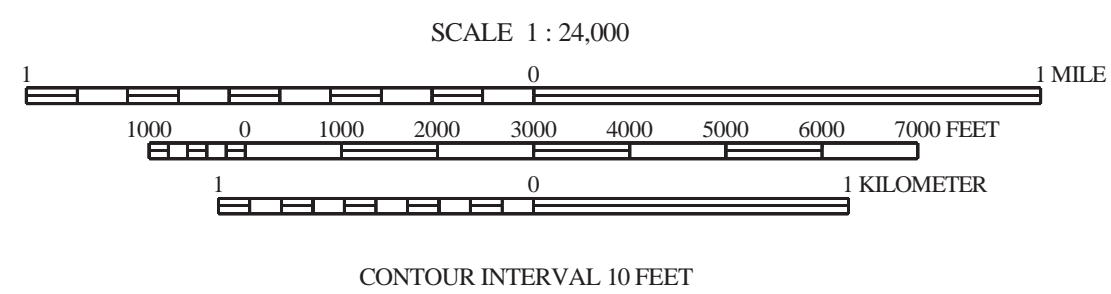 SCALE 1 : 24,000
1 0 1 MILE
1000 0 1000 2000 3000 4000 5000 6000 7000 FEET
1 0 1 KILOMETER
CONTOUR INTERVAL 10 FEET